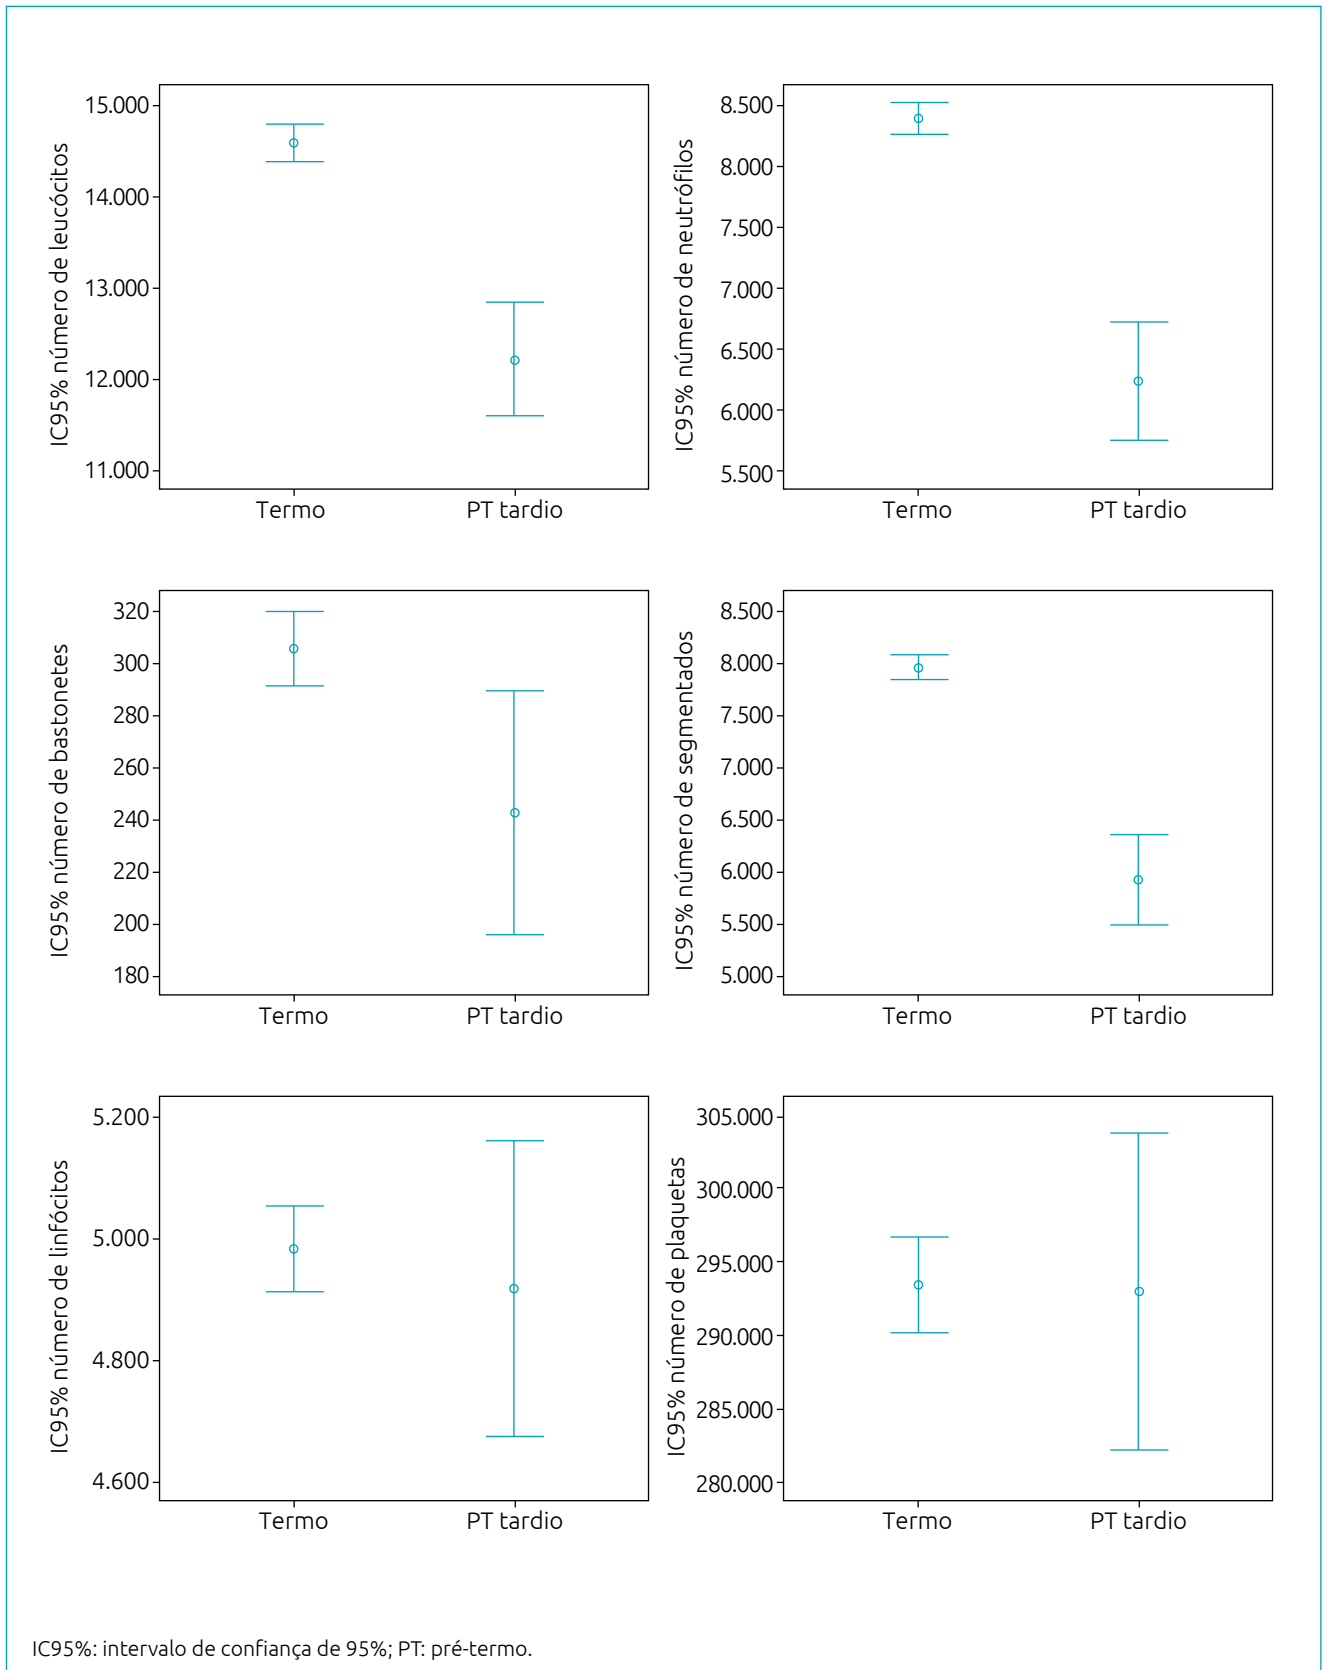 IC95% número de leucócitos
15.000
14.000
13.000
12.000
11.000
Termo PT tardio
IC95% número de neutrófilos
8.500
8.000
7.500
7.000
6.500
6.000
5.500
Termo PT tardio
IC95% número de bastonetes
320
300
280
260
240
220
200
180
Termo PT tardio
IC95% número de segmentados
8.500
8.000
7.500
7.000
6.500
6.000
5.500
5.000
Termo PT tardio
IC95% número de linfócitos
5.200
5.000
4.800
4.600
Termo PT tardio
IC95% número de plaquetas
305.000
300.000
295.000
290.000
285.000
280.000
Termo PT tardio
IC95%: intervalo de confiança de 95%; PT: pré-termo.